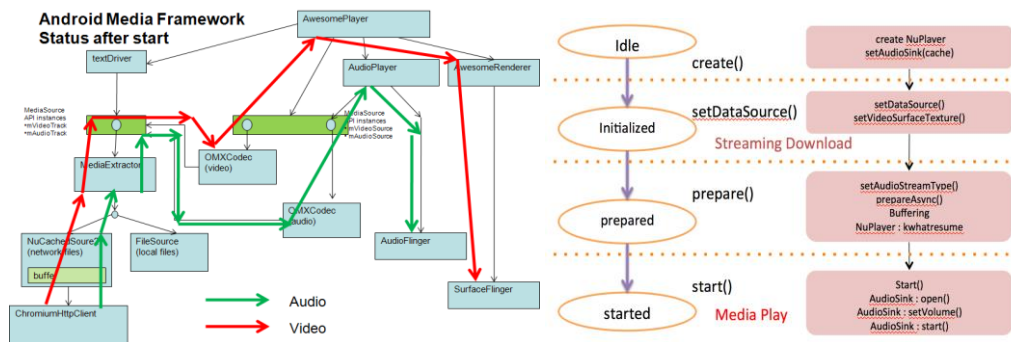 Android Media Framework
Status after start
AwesomePlayer
textDriver
AudioPlayer
AwesomeRenderer
MediaSource
API instances
•mVideoTrack
•mAudioTrack
MediaSource
API instances
•mVideoSource
•mAudioSource
MediaExtractor
OMXCodec
(video)
OMXCodec
(audio)
NuCachedSoure2
(network files)
buffe
FileSource
(local files)
AudioFlinger
SurfaceFlinger
ChromiumHttpClient
Audio
Video
Idle
create()
create NuPlaver
setAudioSink(cache)
Initialized
setDataSource()
Streaming Download
setDataSource()
setVideoSurfaceTexture()
prepared
prepare()
setAudioStreamType()
prepareAsync()
Buffering
NuPlayer : kwhatresume
started
start()
Media Play
Start()
AudioSink : open()
AudioSink : setVolume()
AudioSink : start()